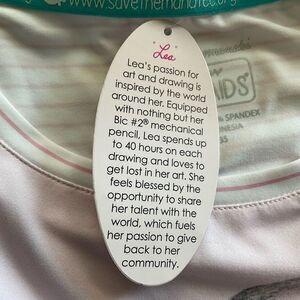 www.savethemanatee.org
"Lea"
Lea's passion for
art and drawing is
inspired by the world
around her. Equipped
with nothing but her
Bic #2® mechanical
pencil, Lea spends up
to 40 hours on each
drawing and loves to
get lost in her art. She
feels blessed by the
opportunity to share
her talent with the
world, which fuels
her passion to give
back to her
community.
SPANDEX